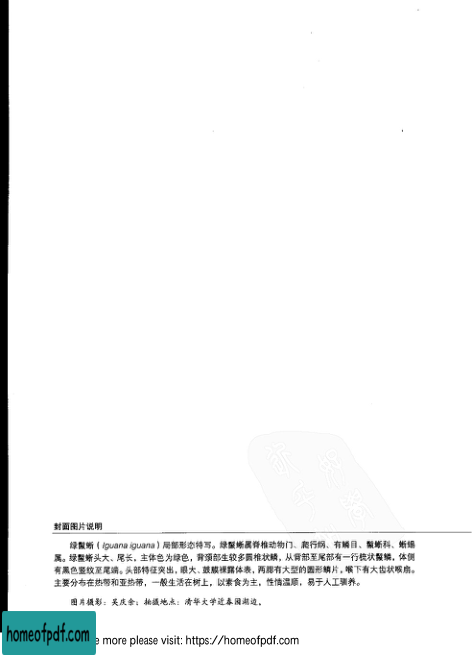 封面图片说明
绿鬣蜥（Iguana iguana）局部形态特写。绿鬣蜥属脊椎动物门、爬行纲、有鳞目、鬣蜥科、蜥蜴
属。绿鬣蜥头大、尾长，主体色为绿色，背颈部生较多圆椎状鳞，从背部至尾部有一行梳状鬣鳞，体侧
有黑色竖纹至尾端。头部特征突出，眼大、鼓膜裸露体表，两颊有大型的圆形鳞片，喉下有大齿状喉扇。
主要分布在热带和亚热带，一般生活在树上，以素食为主，性情温顺，易于人工驯养。
图片摄影：吴庆余；拍摄地点：清华大学近春园湖边。
homeofpdf.com
e more please visit: https://homeofpdf.com